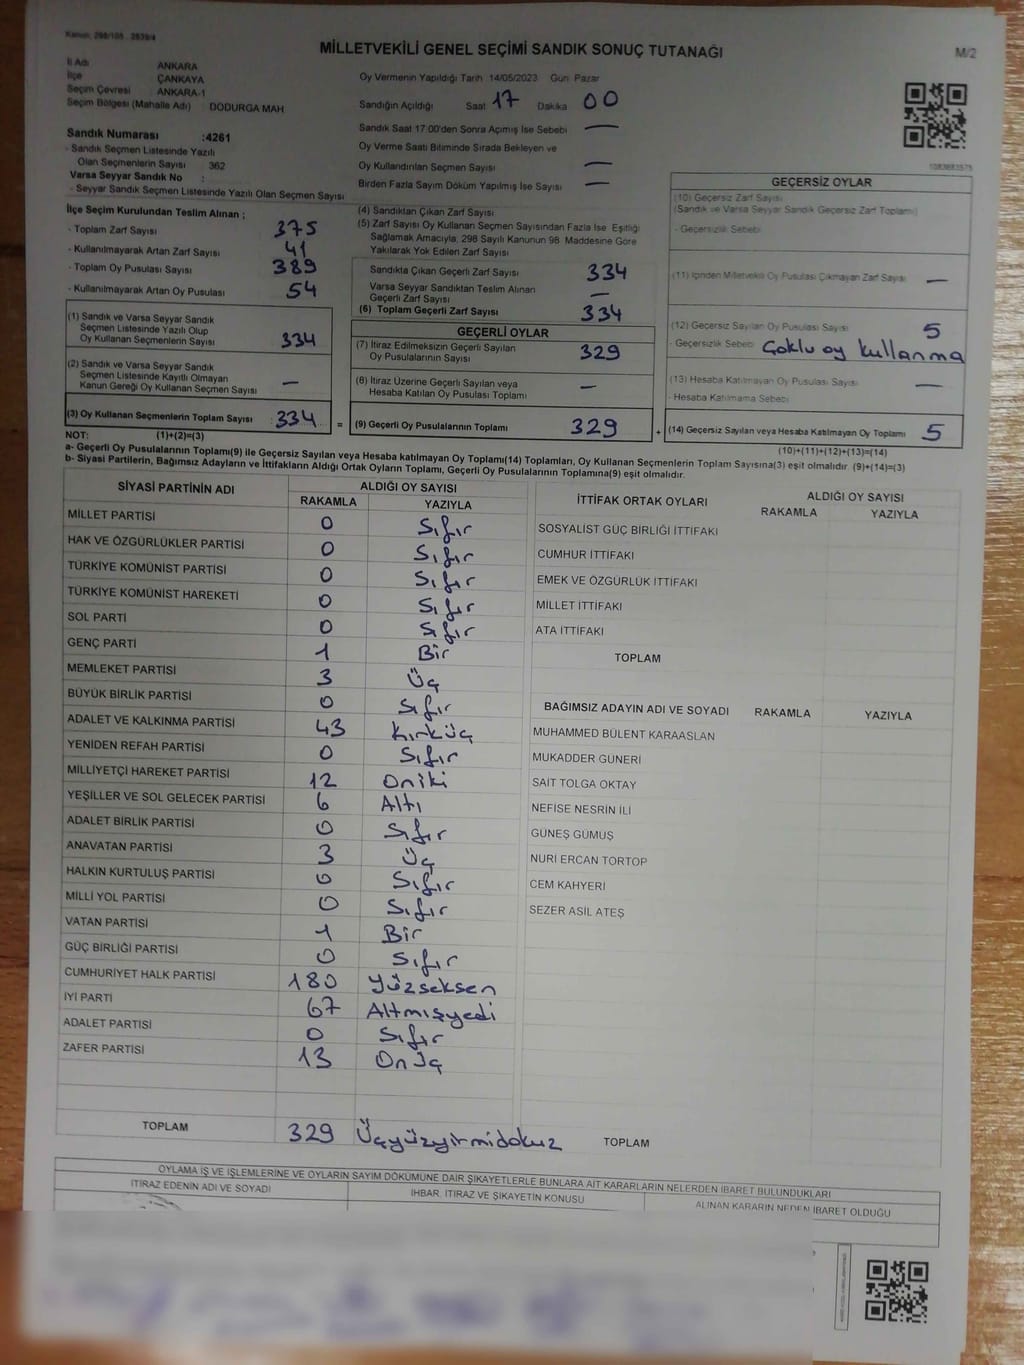 Kanun: 298/105 , 2839/4
MİLLETVEKİLİ GENEL SEÇİMİ SANDIK SONUÇ TUTANAĞI
M/2
İl Adı ANKARA
İlçe ÇANKAYA
Seçim Çevresi ANKARA-1
Seçim Bölgesi (Mahalle Adı) : DODURGA MAH
Sandık Numarası :4261
- Sandık Seçmen Listesinde Yazılı
Olan Seçmenlerin Sayısı : 362
Varsa Seyyar Sandık No :
- Seyyar Sandık Seçmen Listesinde Yazılı Olan Seçmen Sayısı
Oy Vermenin Yapıldığı Tarih 14/05/2023 Gün: Pazar
Sandığın Açıldığı Saat 17 Dakika 00
Sandık Saat 17:00'den Sonra Açımış İse Sebebi —
Oy Verme Saati Bitiminde Sırada Bekleyen ve
Oy Kullandırılan Seçmen Sayısı —
Birden Fazla Sayım Döküm Yapılmış İse Sayısı —
1083683575
İlçe Seçim Kurulundan Teslim Alınan ;
- Toplam Zarf Sayısı 375
- Kullanılmayarak Artan Zarf Sayısı 41
- Toplam Oy Pusulası Sayısı 389
- Kullanılmayarak Artan Oy Pusulası 54
(1) Sandık ve Varsa Seyyar Sandık
Seçmen Listesinde Yazılı Olup
Oy Kullanan Seçmenlerin Sayısı 334
(2) Sandık ve Varsa Seyyar Sandık
Seçmen Listesinde Kayıtlı Olmayan
Kanun Gereği Oy Kullanan Seçmen Sayısı —
(3) Oy Kullanan Seçmenlerin Toplam Sayısı : 334 =
(4) Sandıktan Çıkan Zarf Sayısı
(5) Zarf Sayısı Oy Kullanan Seçmen Sayısından Fazla İse Eşitliği
Sağlamak Amacıyla, 298 Sayılı Kanunun 98. Maddesine Göre
Yakılarak Yok Edilen Zarf Sayısı
Sandıkta Çıkan Geçerli Zarf Sayısı 334
Varsa Seyyar Sandıktan Teslim Alınan
Geçerli Zarf Sayısı —
(6) Toplam Geçerli Zarf Sayısı 334
GEÇERLİ OYLAR
(7) İtiraz Edilmeksizin Geçerli Sayılan
Oy Pusulalarının Sayısı 329
(8) İtiraz Üzerine Geçerli Sayılan veya
Hesaba Katılan Oy Pusulası Toplamı —
(9) Geçerli Oy Pusulalarının Toplamı 329 +
GEÇERSİZ OYLAR
(10) Geçersiz Zarf Sayısı
(Sandık ve Varsa Seyyar Sandık Geçersiz Zarf Toplamı)
- Geçersizlik Sebebi
(11) İçinden Milletvekili Oy Pusulası Çıkmayan Zarf Sayısı —
(12) Geçersiz Sayılan Oy Pusulası Sayısı 5
- Geçersizlik Sebebi Çoklu oy kullanma
(13) Hesaba Katılmayan Oy Pusulası Sayısı —
- Hesaba Katılmama Sebebi
(14) Geçersiz Sayılan veya Hesaba Katılmayan Oy Toplamı 5
NOT: (1)+(2)=(3)
(10)+(11)+(12)+(13)=(14)
a- Geçerli Oy Pusulalarının Toplamı(9) ile Geçersiz Sayılan veya Hesaba katılmayan Oy Toplamı(14) Toplamları, Oy Kullanan Seçmenlerin Toplam Sayısına(3) eşit olmalıdır (9)+(14)=(3)
b- Siyasi Partilerin, Bağımsız Adayların ve İttifakların Aldığı Ortak Oyların Toplamı, Geçerli Oy Pusulalarının Toplamına(9) eşit olmalıdır.
SİYASİ PARTİNİN ADI ALDIĞI OY SAYISI
RAKAMLA YAZIYLA
MİLLET PARTİSİ 0 Sıfır
HAK VE ÖZGÜRLÜKLER PARTİSİ 0 Sıfır
TÜRKİYE KOMÜNİST PARTİSİ 0 Sıfır
TÜRKİYE KOMÜNİST HAREKETİ 0 Sıfır
SOL PARTİ 0 Sıfır
GENÇ PARTİ 1 Bir
MEMLEKET PARTİSİ 3 Üç
BÜYÜK BİRLİK PARTİSİ 0 Sıfır
ADALET VE KALKINMA PARTİSİ 43 Kırküç
YENİDEN REFAH PARTİSİ 0 Sıfır
MİLLİYETÇİ HAREKET PARTİSİ 12 Oniki
YEŞİLLER VE SOL GELECEK PARTİSİ 6 Altı
ADALET BİRLİK PARTİSİ 0 Sıfır
ANAVATAN PARTİSİ 3 Üç
HALKIN KURTULUŞ PARTİSİ 0 Sıfır
MİLLİ YOL PARTİSİ 0 Sıfır
VATAN PARTİSİ 1 Bir
GÜÇ BİRLİĞİ PARTİSİ 0 Sıfır
CUMHURİYET HALK PARTİSİ 180 Yüzseksen
İYİ PARTİ 67 Altmışyedi
ADALET PARTİSİ 0 Sıfır
ZAFER PARTİSİ 13 Onüç
TOPLAM 329 Üçyüzyirmidokuz
İTTİFAK ORTAK OYLARI ALDIĞI OY SAYISI
RAKAMLA YAZIYLA
SOSYALİST GÜÇ BİRLİĞİ İTTİFAKI
CUMHUR İTTİFAKI
EMEK VE ÖZGÜRLÜK İTTİFAKI
MİLLET İTTİFAKI
ATA İTTİFAKI
TOPLAM
BAĞIMSIZ ADAYIN ADI VE SOYADI RAKAMLA YAZIYLA
MUHAMMED BÜLENT KARAASLAN
MUKADDER GÜNERİ
SAİT TOLGA OKTAY
NEFİSE NESRİN İLİ
GÜNEŞ GÜMÜŞ
NURİ ERCAN TORTOP
CEM KAHYERİ
SEZER ASİL ATEŞ
TOPLAM
OYLAMA İŞ VE İŞLEMLERİNE VE OYLARIN SAYIM DÖKÜMÜNE DAİR ŞİKAYETLERLE BUNLARA AİT KARARLARIN NELERDEN İBARET BULUNDUKLARI
İTİRAZ EDENİN ADI VE SOYADI
İHBAR, İTİRAZ VE ŞİKAYETİN KONUSU
ALINAN KARARIN NEDEN İBARET OLDUĞU